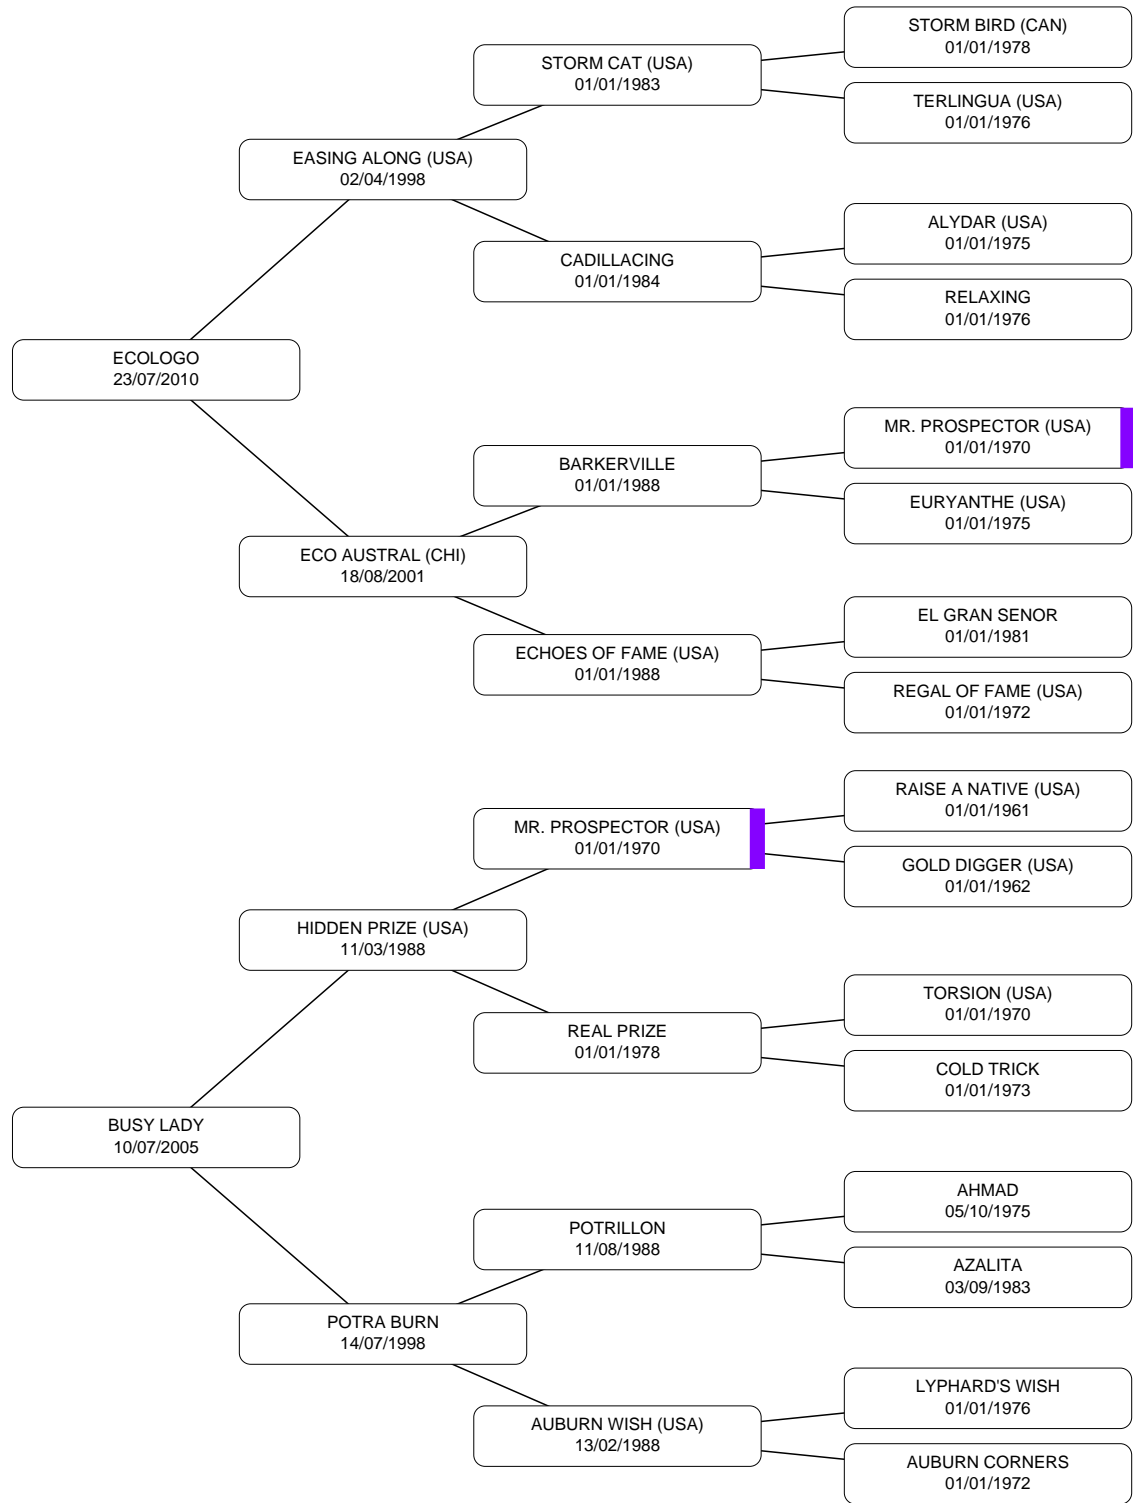 STORM BIRD (CAN)
01/01/1978
STORM CAT (USA)
01/01/1983
TERLINGUA (USA)
01/01/1976
EASING ALONG (USA)
02/04/1998
ALYDAR (USA)
01/01/1975
CADILLACING
01/01/1984
RELAXING
01/01/1976
ECOLOGO
23/07/2010
MR. PROSPECTOR (USA)
01/01/1970
BARKERVILLE
01/01/1988
EURYANTHE (USA)
01/01/1975
ECO AUSTRAL (CHI)
18/08/2001
EL GRAN SENOR
01/01/1981
ECHOES OF FAME (USA)
01/01/1988
REGAL OF FAME (USA)
01/01/1972
RAISE A NATIVE (USA)
01/01/1961
MR. PROSPECTOR (USA)
01/01/1970
GOLD DIGGER (USA)
01/01/1962
HIDDEN PRIZE (USA)
11/03/1988
TORSION (USA)
01/01/1970
REAL PRIZE
01/01/1978
COLD TRICK
01/01/1973
BUSY LADY
10/07/2005
AHMAD
05/10/1975
POTRILLON
11/08/1988
AZALITA
03/09/1983
POTRA BURN
14/07/1998
LYPHARD'S WISH
01/01/1976
AUBURN WISH (USA)
13/02/1988
AUBURN CORNERS
01/01/1972